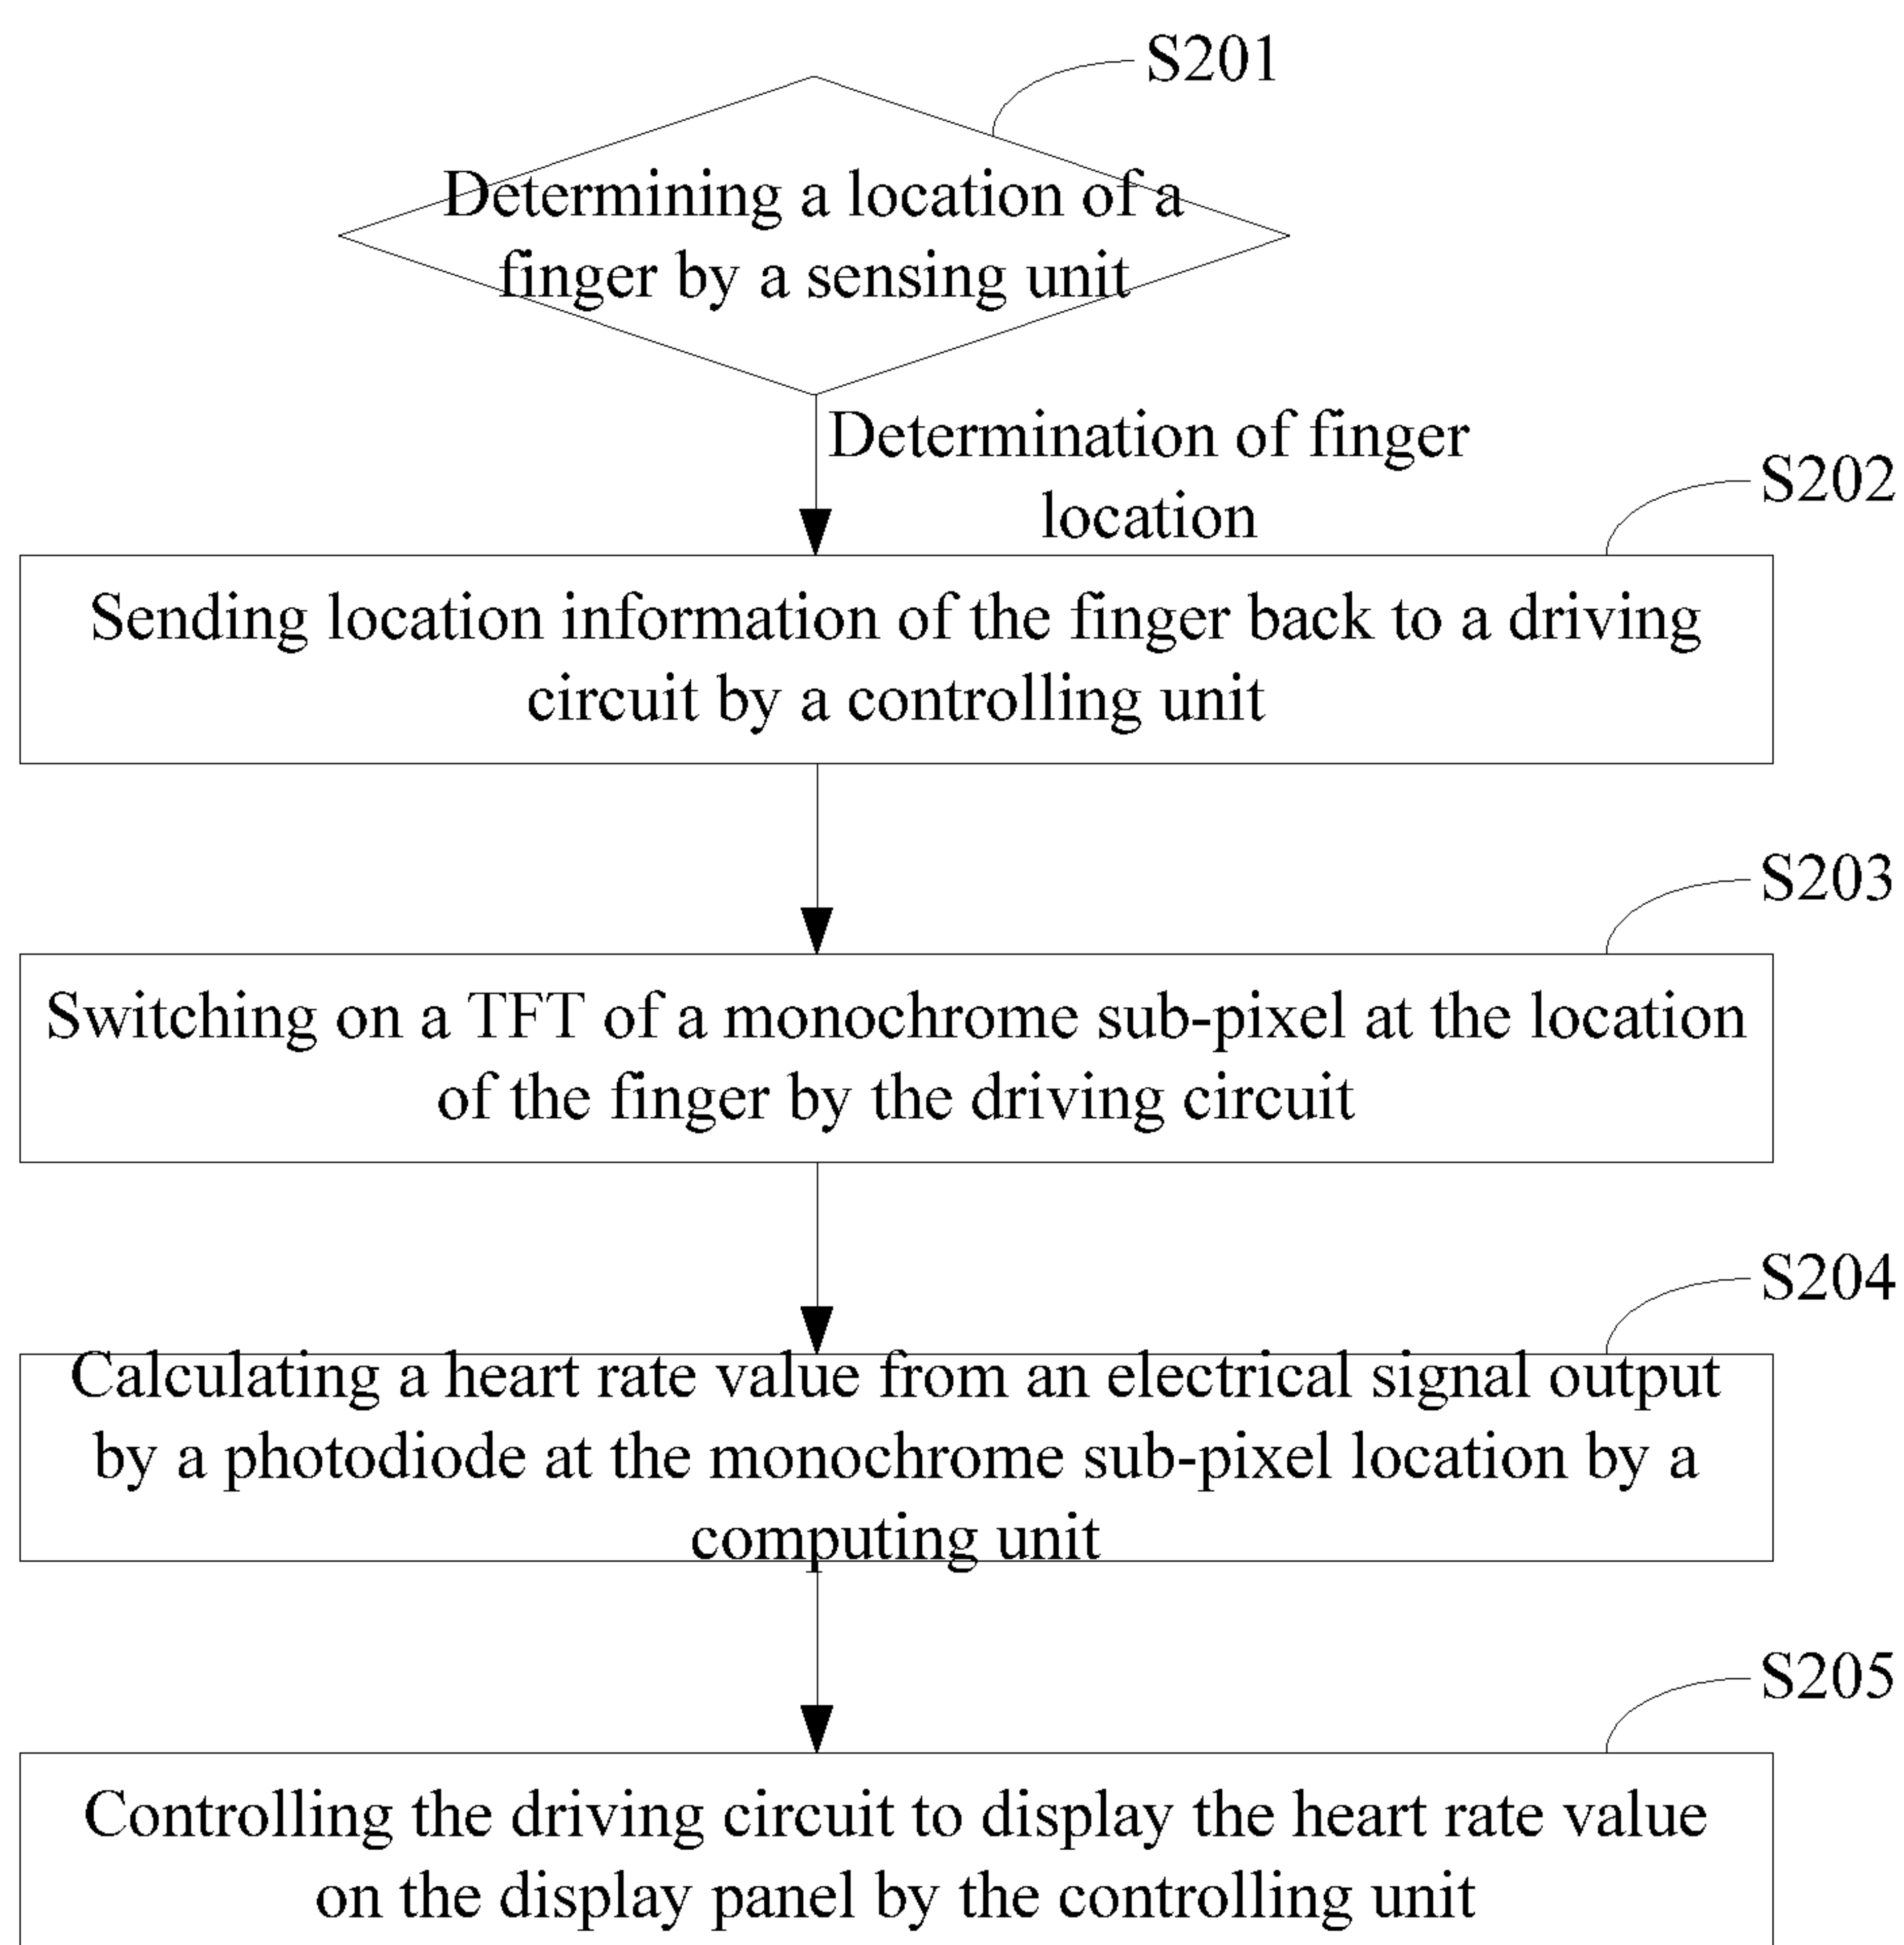 S201
Determining a location of a
finger by a sensing unit
Determination of finger
location
S202
Sending location information of the finger back to a driving
circuit by a controlling unit
S203
Switching on a TFT of a monochrome sub-pixel at the location
of the finger by the driving circuit
S204
Calculating a heart rate value from an electrical signal output
by a photodiode at the monochrome sub-pixel location by a
computing unit
S205
Controlling the driving circuit to display the heart rate value
on the display panel by the controlling unit